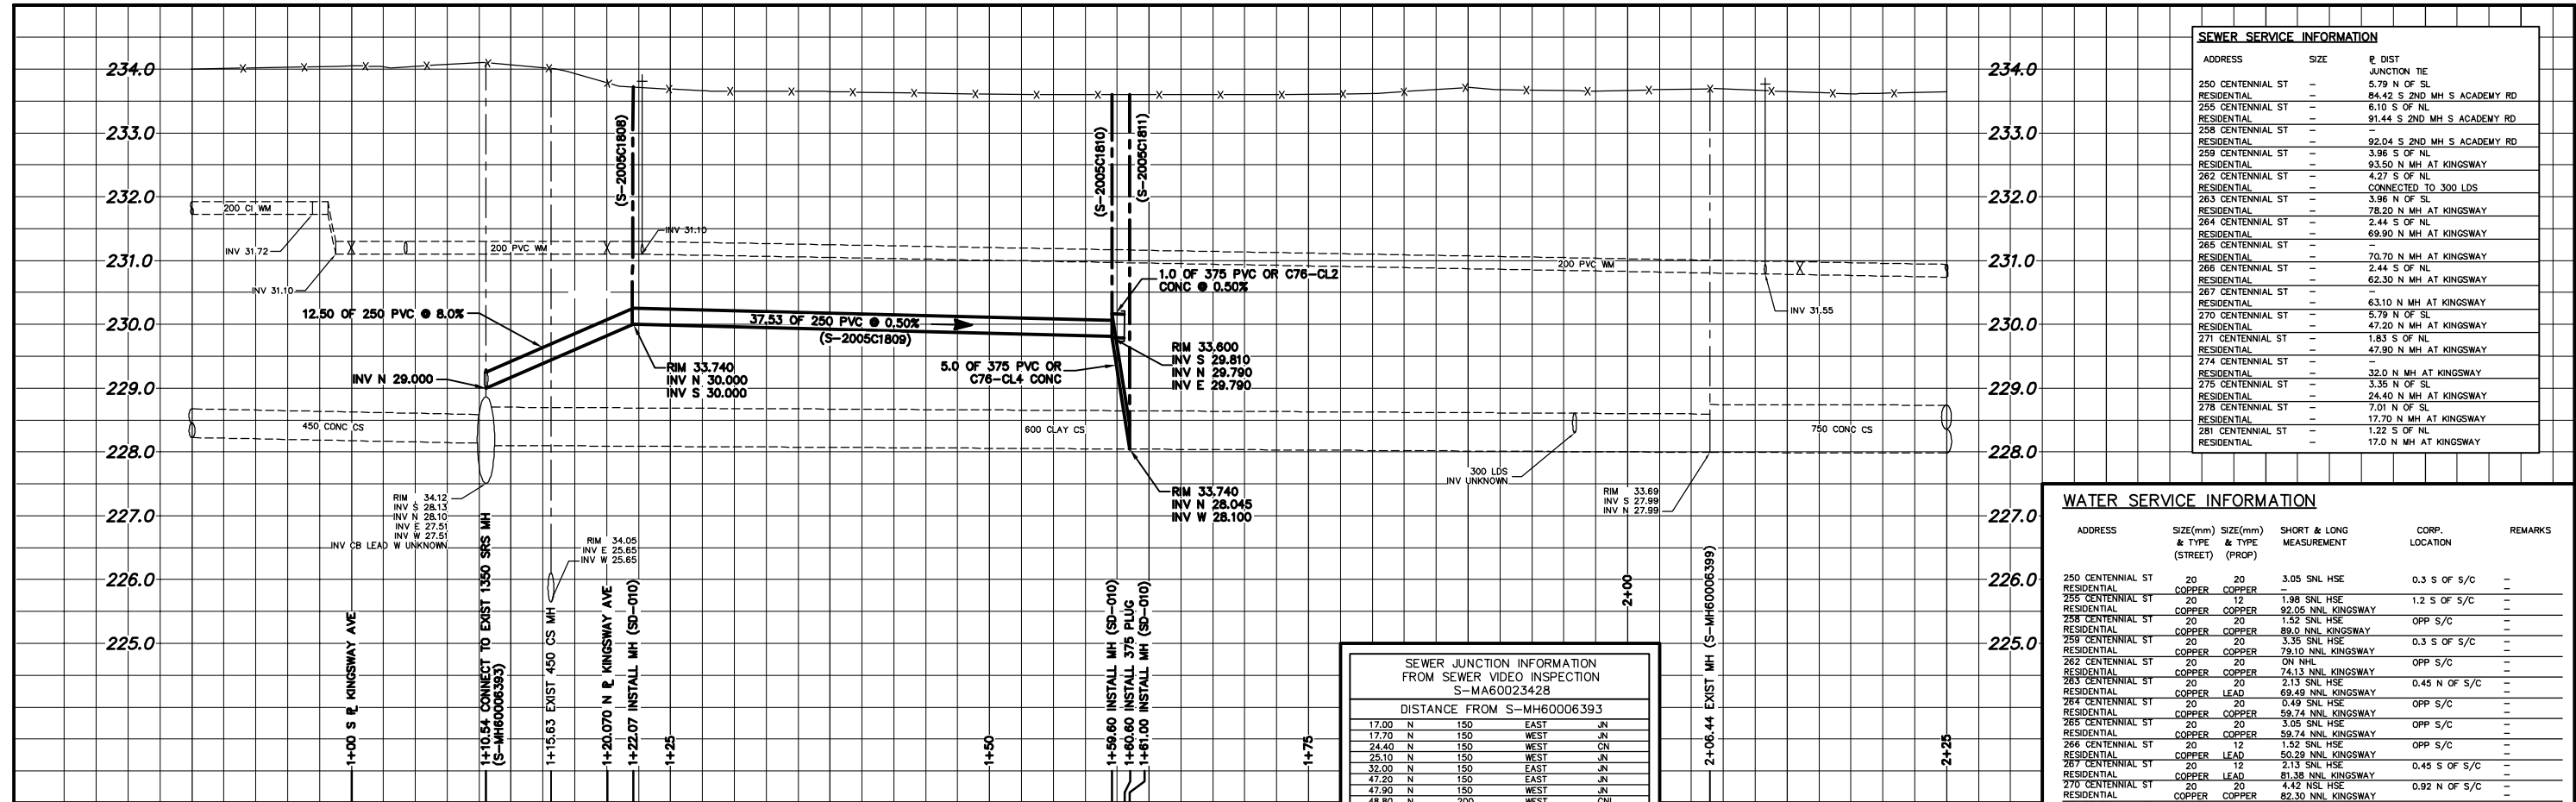 234.0
233.0
232.0
231.0
230.0
229.0
228.0
227.0
226.0
225.0
234.0
233.0
232.0
231.0
230.0
229.0
228.0
227.0
226.0
225.0
200 CI WM
INV 31.72
INV 31.10
200 PVC WM
INV 31.10
200 PVC WM
INV 31.55
(S-2005C1808)
(S-2005C1810)
(S-2005C1811)
12.50 OF 250 PVC @ 8.0%
INV N 29.000
37.53 OF 250 PVC @ 0.50%
(S-2005C1809)
RIM 33.740
INV N 30.000
INV S 30.000
1.0 OF 375 PVC OR C76-CL2
CONC @ 0.50%
RIM 33.600
INV S 29.810
INV N 29.790
INV E 29.790
5.0 OF 375 PVC OR
C76-CL4 CONC
RIM 33.740
INV N 28.045
INV W 28.100
450 CONC CS
600 CLAY CS
750 CONC CS
300 LDS
INV UNKNOWN
RIM 34.12
INV S 28.13
INV N 28.10
INV E 27.51
INV W 27.51
INV CB LEAD W UNKNOWN
RIM 34.05
INV E 25.65
INV W 25.65
RIM 33.69
INV S 27.99
INV N 27.99
1+00 S PL KINGSWAY AVE
1+10.54 CONNECT TO EXIST 1350 SRS MH
(S-MH60006393)
1+15.63 EXIST 450 CS MH
1+20.070 N PL KINGSWAY AVE
1+22.07 INSTALL MH (SD-010)
1+25
1+50
1+59.60 INSTALL MH (SD-010)
1+60.60 INSTALL 375 PLUG
1+61.00 INSTALL MH (SD-010)
1+75
2+00
2+06.44 EXIST MH (S-MH60006399)
2+25
SEWER JUNCTION INFORMATION
FROM SEWER VIDEO INSPECTION
S-MA60023428
DISTANCE FROM S-MH60006393
17.00 N 150 EAST JN
17.70 N 150 WEST JN
24.40 N 150 WEST CN
25.10 N 150 WEST JN
32.00 N 150 EAST JN
47.20 N 150 EAST JN
47.90 N 150 WEST JN
48.80 N 200 WEST CNI
SEWER SERVICE INFORMATION
ADDRESS SIZE PL DIST
JUNCTION TIE
250 CENTENNIAL ST - 5.79 N OF SL
RESIDENTIAL - 84.42 S 2ND MH S ACADEMY RD
255 CENTENNIAL ST - 6.10 S OF NL
RESIDENTIAL - 91.44 S 2ND MH S ACADEMY RD
258 CENTENNIAL ST - -
RESIDENTIAL - 92.04 S 2ND MH S ACADEMY RD
259 CENTENNIAL ST - 3.96 S OF NL
RESIDENTIAL - 93.50 N MH AT KINGSWAY
262 CENTENNIAL ST - 4.27 S OF NL
RESIDENTIAL - CONNECTED TO 300 LDS
263 CENTENNIAL ST - 3.96 N OF SL
RESIDENTIAL - 78.20 N MH AT KINGSWAY
264 CENTENNIAL ST - 2.44 S OF NL
RESIDENTIAL - 69.90 N MH AT KINGSWAY
265 CENTENNIAL ST - -
RESIDENTIAL - 70.70 N MH AT KINGSWAY
266 CENTENNIAL ST - 2.44 S OF NL
RESIDENTIAL - 62.30 N MH AT KINGSWAY
267 CENTENNIAL ST - -
RESIDENTIAL - 63.10 N MH AT KINGSWAY
270 CENTENNIAL ST - 5.79 N OF SL
RESIDENTIAL - 47.20 N MH AT KINGSWAY
271 CENTENNIAL ST - 1.83 S OF NL
RESIDENTIAL - 47.90 N MH AT KINGSWAY
274 CENTENNIAL ST - -
RESIDENTIAL - 32.0 N MH AT KINGSWAY
275 CENTENNIAL ST - 3.35 N OF SL
RESIDENTIAL - 24.40 N MH AT KINGSWAY
278 CENTENNIAL ST - 7.01 N OF SL
RESIDENTIAL - 17.70 N MH AT KINGSWAY
281 CENTENNIAL ST - 1.22 S OF NL
RESIDENTIAL - 17.0 N MH AT KINGSWAY
WATER SERVICE INFORMATION
ADDRESS SIZE(mm) SIZE(mm) SHORT & LONG CORP. REMARKS
& TYPE & TYPE MEASUREMENT LOCATION
(STREET) (PROP)
250 CENTENNIAL ST 20 20 3.05 SNL HSE 0.3 S OF S/C -
RESIDENTIAL COPPER COPPER - -
255 CENTENNIAL ST 20 12 1.98 SNL HSE 1.2 S OF S/C -
RESIDENTIAL COPPER COPPER 92.05 NNL KINGSWAY -
258 CENTENNIAL ST 20 20 1.52 SNL HSE OPP S/C -
RESIDENTIAL COPPER COPPER 89.0 NNL KINGSWAY -
259 CENTENNIAL ST 20 20 3.35 SNL HSE 0.3 S OF S/C -
RESIDENTIAL COPPER COPPER 79.10 NNL KINGSWAY -
262 CENTENNIAL ST 20 20 ON NHL OPP S/C -
RESIDENTIAL COPPER COPPER 74.13 NNL KINGSWAY -
263 CENTENNIAL ST 20 20 2.13 SNL HSE 0.45 N OF S/C -
RESIDENTIAL COPPER LEAD 69.49 NNL KINGSWAY -
264 CENTENNIAL ST 20 20 0.49 SNL HSE OPP S/C -
RESIDENTIAL COPPER COPPER 59.74 NNL KINGSWAY -
265 CENTENNIAL ST 20 20 3.05 SNL HSE OPP S/C -
RESIDENTIAL COPPER COPPER 59.74 NNL KINGSWAY -
266 CENTENNIAL ST 20 12 1.52 SNL HSE OPP S/C -
RESIDENTIAL COPPER LEAD 50.29 NNL KINGSWAY -
267 CENTENNIAL ST 20 12 2.13 SNL HSE 0.45 S OF S/C -
RESIDENTIAL COPPER LEAD 81.38 NNL KINGSWAY -
270 CENTENNIAL ST 20 20 4.42 SNL HSE 0.92 N OF S/C -
RESIDENTIAL COPPER COPPER 82.30 NNL KINGSWAY -